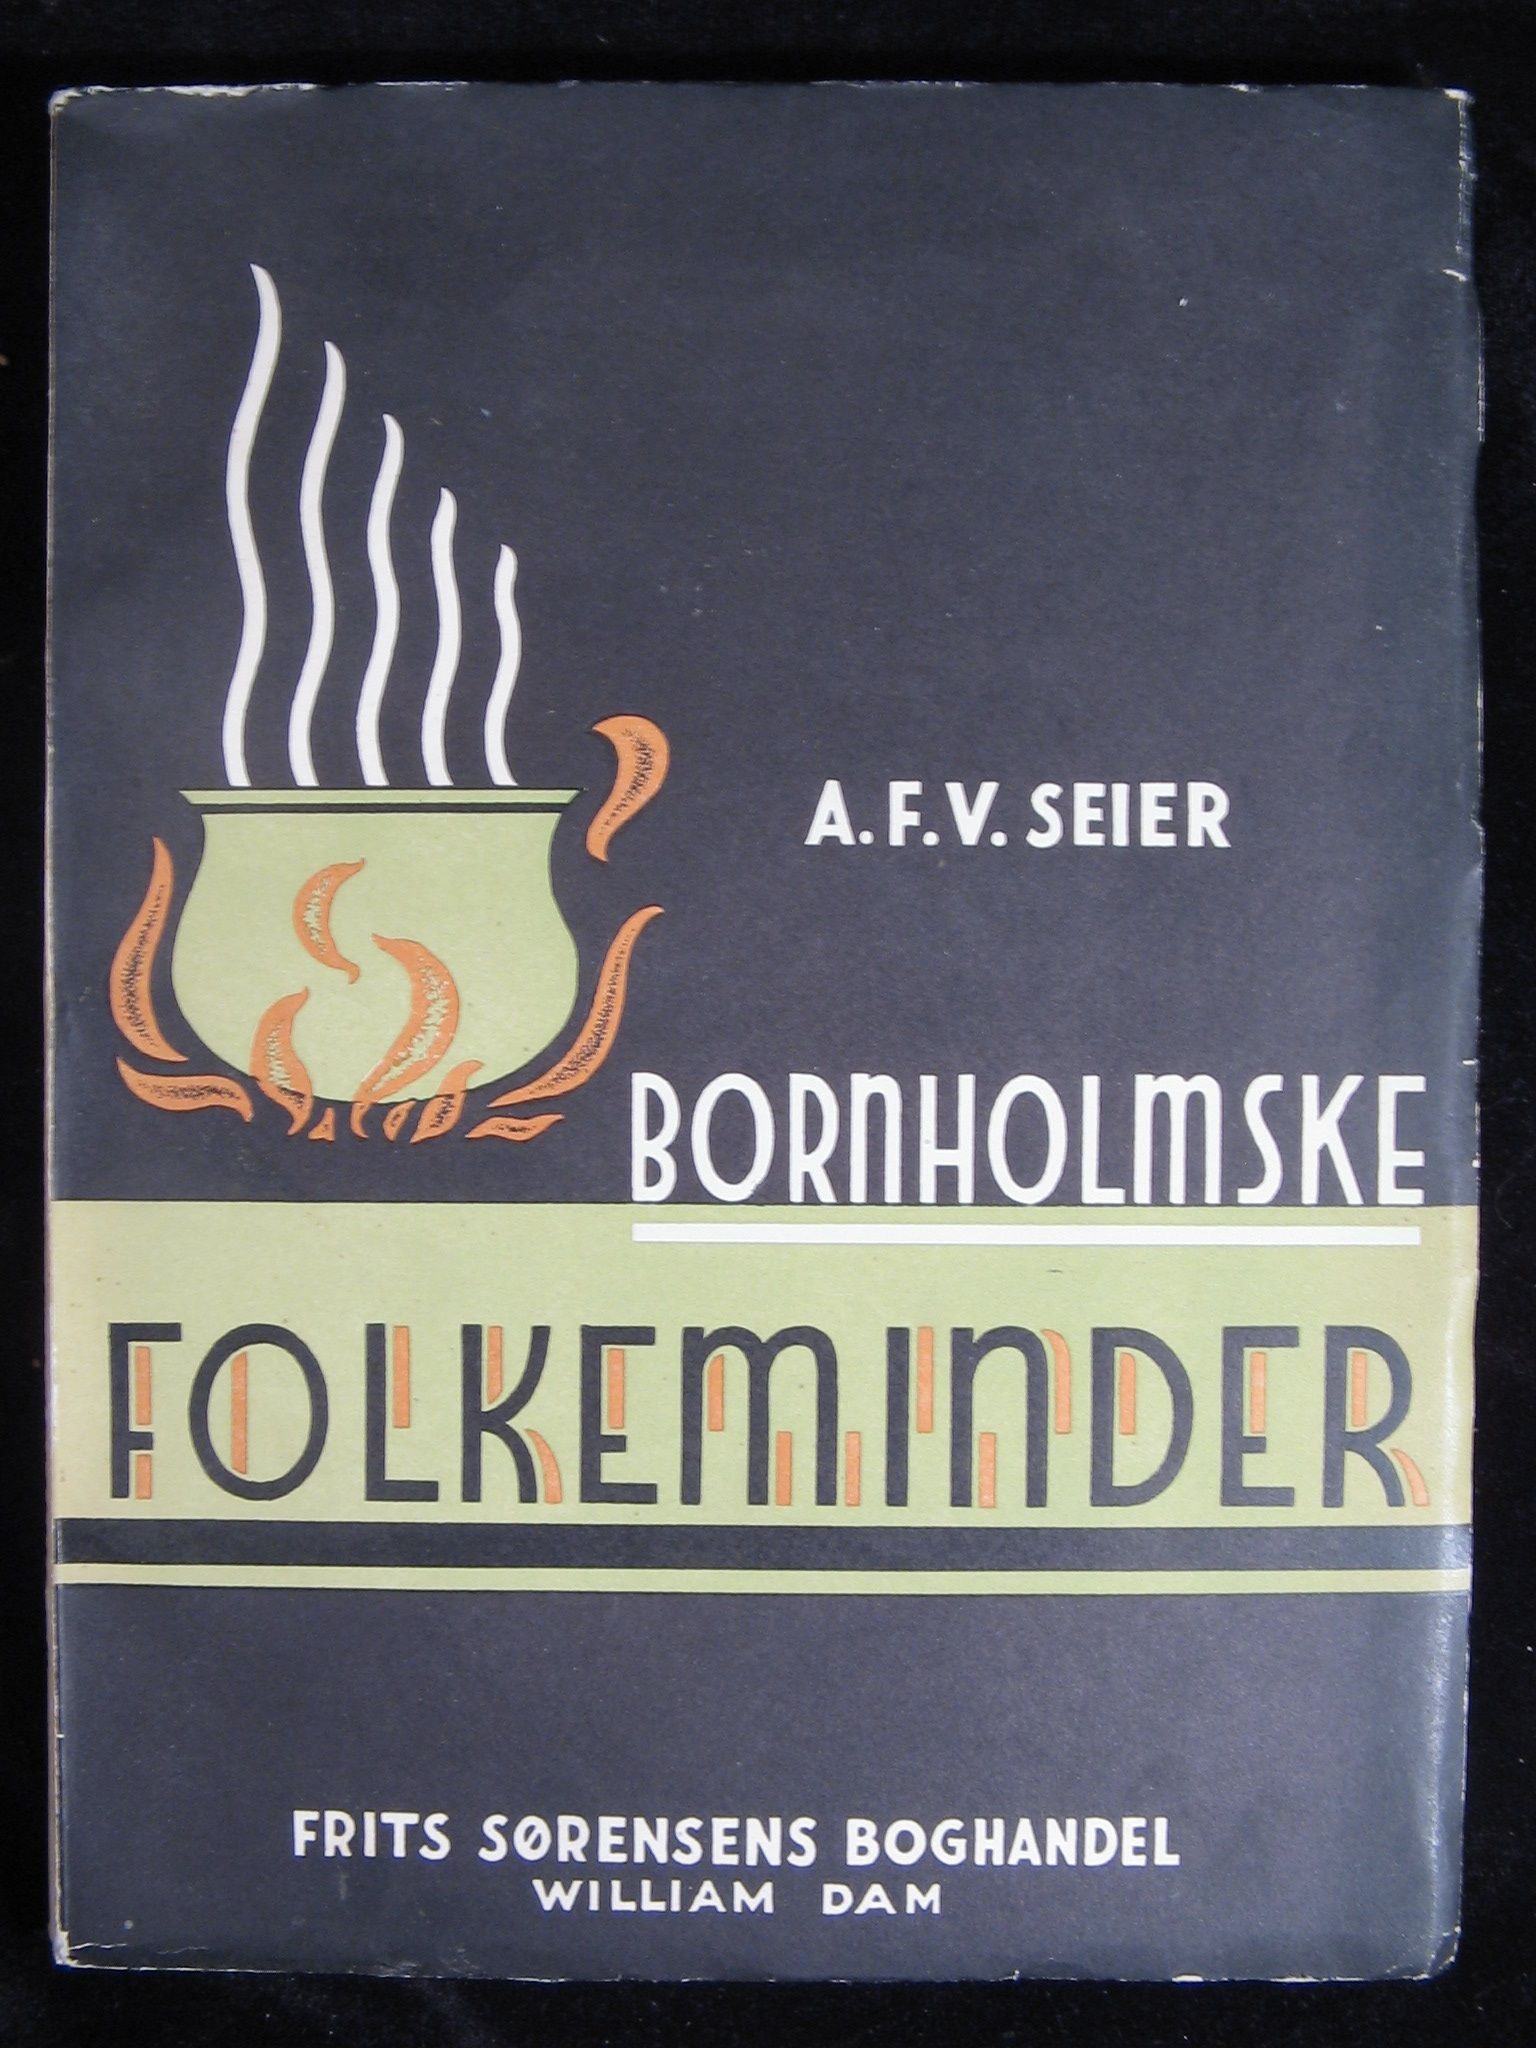 A. F. V. SEIER
BORNHOLMSKE
FOLKEMINDER
FRITS SØRENSENS BOGHANDEL
WILLIAM DAM